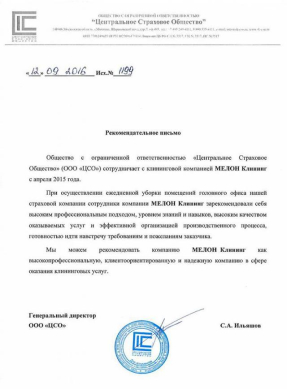 ОБЩЕСТВО С ОГРАНИЧЕННОЙ ОТВЕТСТВЕННОСТЬЮ
"Центральное Страховое Общество"
«12» 09 2016 Исх.№ 1199
Рекомендательное письмо
Общество с ограниченной ответственностью «Центральное Страховое
Общество» (ООО «ЦСО») сотрудничает с клининговой компанией МЕЛОН Клининг
с апреля 2015 года.
При осуществлении ежедневной уборки помещений головного офиса нашей
страховой компании сотрудники компании МЕЛОН Клининг зарекомендовали себя
высоким профессиональным подходом, уровнем знаний и навыков, высоким качеством
оказываемых услуг и эффективной организацией производственного процесса,
готовностью идти навстречу требованиям и пожеланиям заказчика.
Мы можем рекомендовать компанию МЕЛОН Клининг как
высокопрофессиональную, клиентоориентированную и надежную компанию в сфере
оказания клининговых услуг.
Генеральный директор
ООО «ЦСО» С.А. Ильяшов